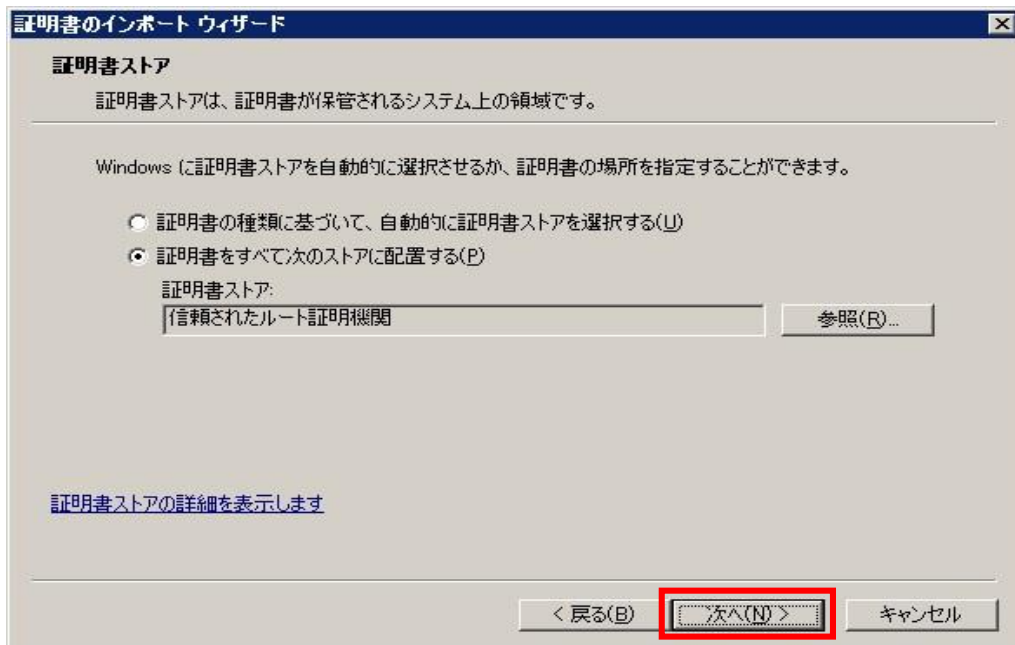 証明書のインポート ウィザード
証明書ストア
証明書ストアは、証明書が保管されるシステム上の領域です。
Windows に証明書ストアを自動的に選択させるか、証明書の場所を指定することができます。
証明書の種類に基づいて、自動的に証明書ストアを選択する(U)
証明書をすべて次のストアに配置する(P)
証明書ストア:
信頼されたルート証明機関
参照(R)...
証明書ストアの詳細を表示します
< 戻る(B)
次へ(N) >
キャンセル